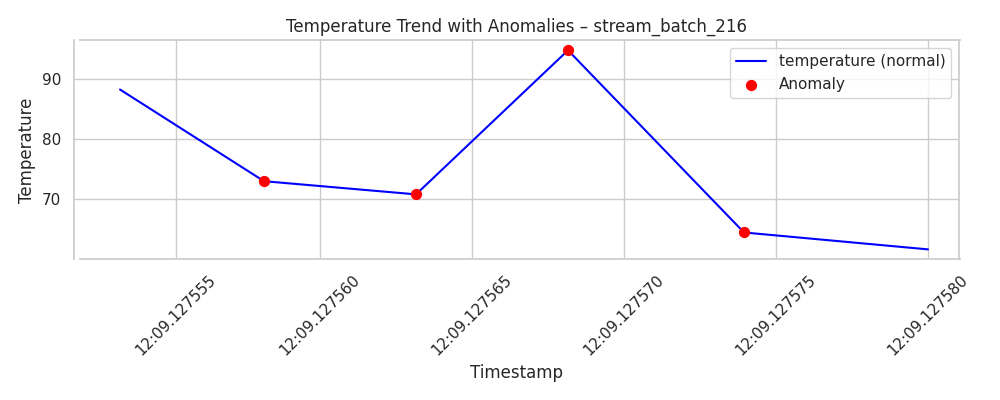 Temperature Trend with Anomalies – stream_batch_216
temperature (normal)
Anomaly
Temperature
90
80
70
12:09.127555
12:09.127560
12:09.127565
12:09.127570
12:09.127575
12:09.127580
Timestamp